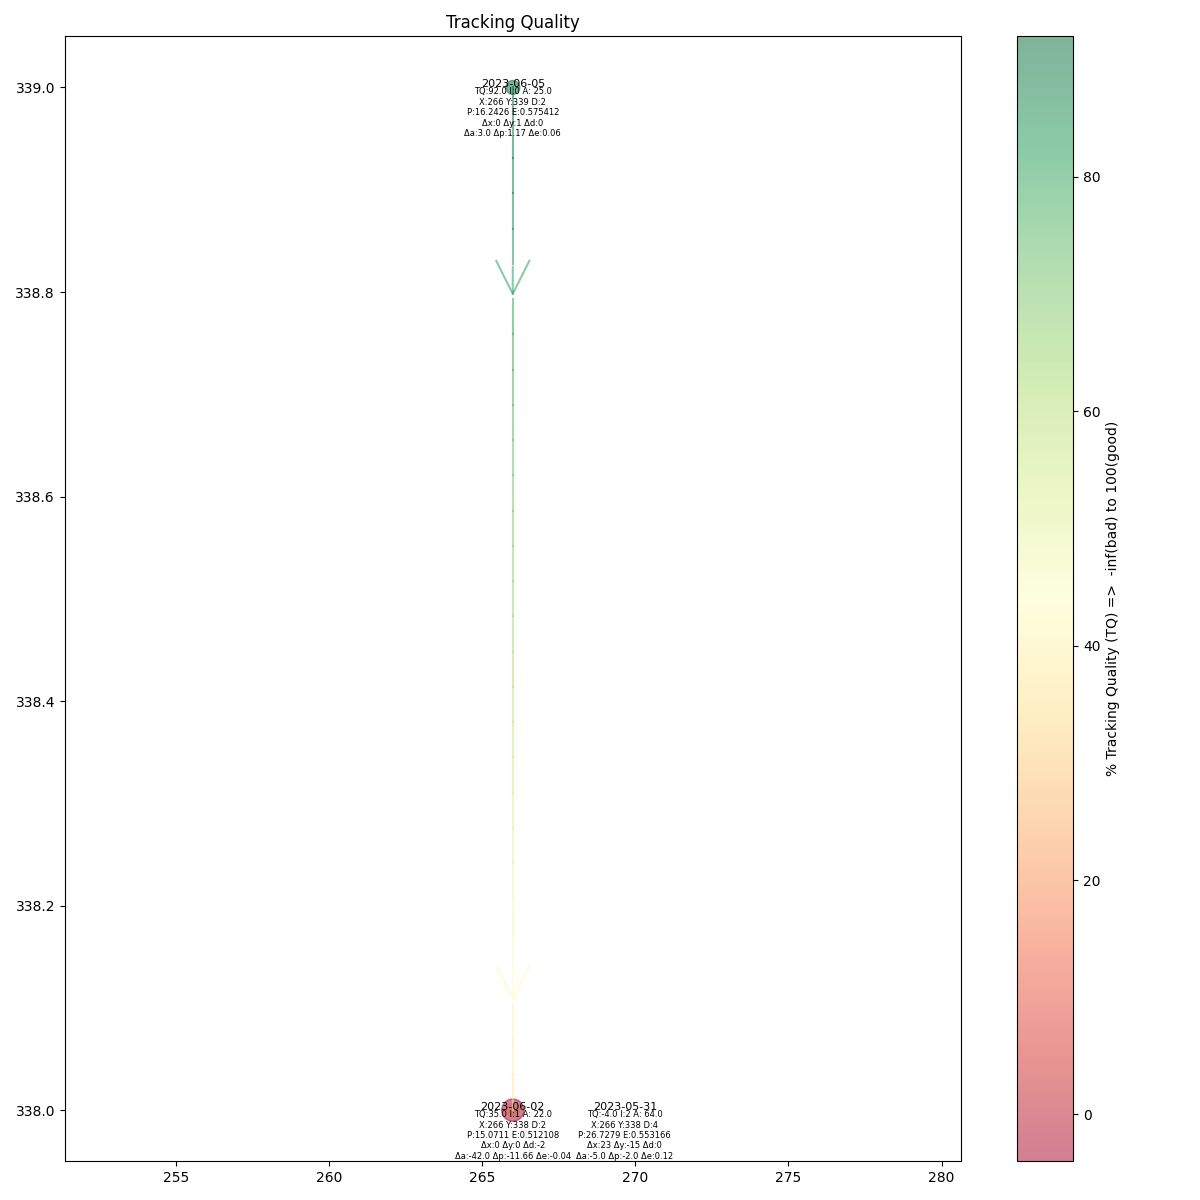 Tracking Quality
339.0
338.8
338.6
338.4
338.2
338.0
2023-06-05
TQ:92.0 I:0 A: 25.0
X:266 Y:339 D:2
P:16.2426 E:0.575412
Δx:0 Δy:1 Δd:0
Δa:3.0 Δp:1.17 Δe:0.06
2023-06-02
TQ:35.0 I:1 A: 22.0
X:266 Y:338 D:2
P:15.0711 E:0.512108
Δx:0 Δy:0 Δd:-2
Δa:-42.0 Δp:-11.66 Δe:-0.04
2023-05-31
TQ:-4.0 I:2 A: 64.0
X:266 Y:338 D:4
P:26.7279 E:0.553166
Δx:23 Δy:-15 Δd:0
Δa:-5.0 Δp:-2.0 Δe:0.12
255 260 265 270 275 280
80
60
40
20
0
% Tracking Quality (TQ) => -inf(bad) to 100(good)